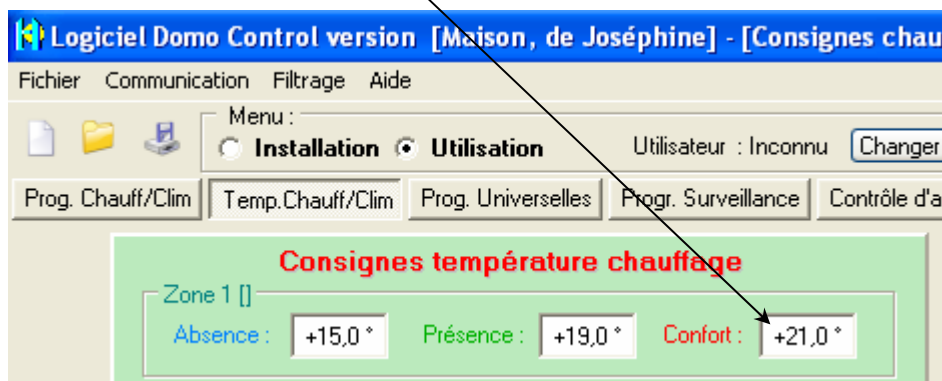 Logiciel Domo Control version [Maison, de Joséphine] - [Consignes chau
Fichier Communication Filtrage Aide
Menu :
Installation Utilisation Utilisateur : Inconnu Changer
Prog. Chauff/Clim Temp.Chauff/Clim Prog. Universelles Progr. Surveillance Contrôle d'a
Consignes température chauffage
Zone 1 []
Absence : +15,0 ° Présence : +19,0 ° Confort : +21,0 °